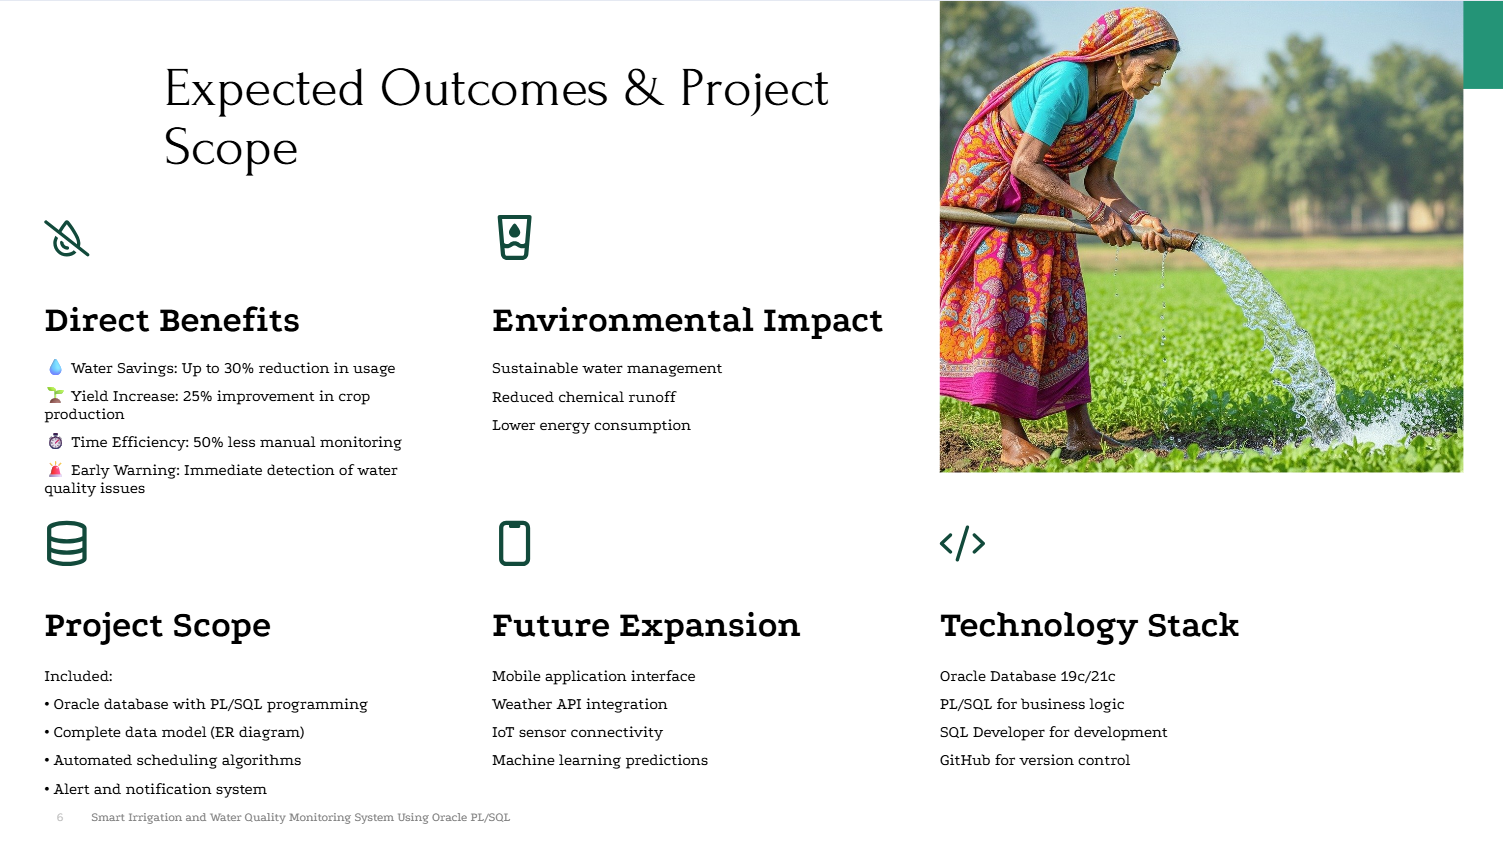 Expected Outcomes & Project
Scope
Direct Benefits
💧 Water Savings: Up to 30% reduction in usage
🌱 Yield Increase: 25% improvement in crop
production
⏱️ Time Efficiency: 50% less manual monitoring
🚨 Early Warning: Immediate detection of water
quality issues
Environmental Impact
Sustainable water management
Reduced chemical runoff
Lower energy consumption
Project Scope
Included:
• Oracle database with PL/SQL programming
• Complete data model (ER diagram)
• Automated scheduling algorithms
• Alert and notification system
Future Expansion
Mobile application interface
Weather API integration
IoT sensor connectivity
Machine learning predictions
Technology Stack
Oracle Database 19c/21c
PL/SQL for business logic
SQL Developer for development
GitHub for version control
6 Smart Irrigation and Water Quality Monitoring System Using Oracle PL/SQL